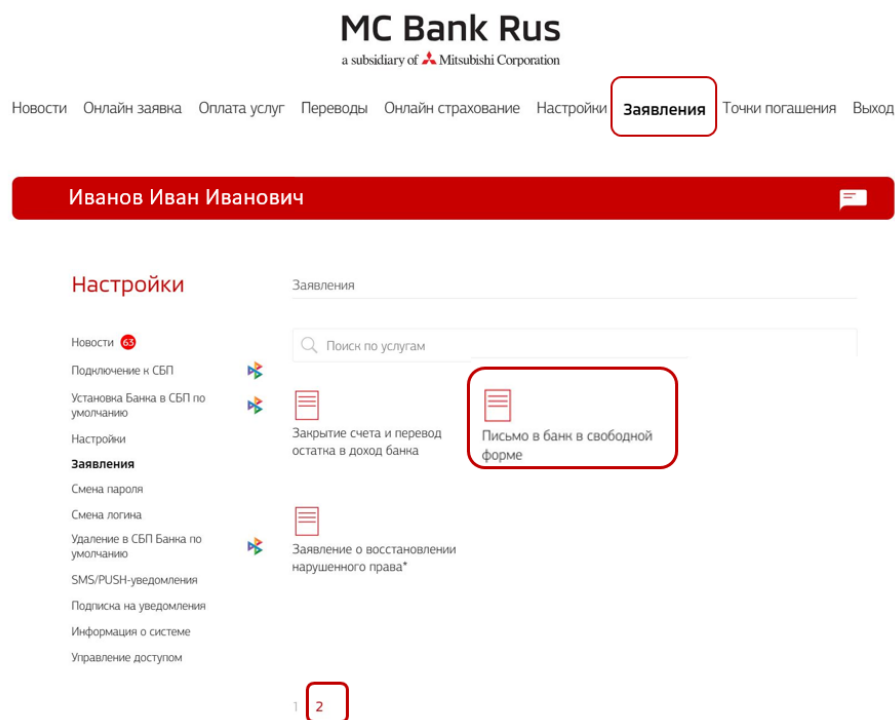 MC Bank Rus
a subsidiary of Mitsubishi Corporation
Новости Онлайн заявка Оплата услуг Переводы Онлайн страхование Настройки Заявления Точки погашения Выход
Иванов Иван Иванович
Настройки
Новости 63
Подключение к СБП
Установка Банка в СБП по
умолчанию
Настройки
Заявления
Смена пароля
Смена логина
Удаление в СБП Банка по
умолчанию
SMS/PUSH-уведомления
Подписка на уведомления
Информация о системе
Управление доступом
Заявления
Поиск по услугам
Закрытие счета и перевод
остатка в доход банка
Письмо в банк в свободной
форме
Заявление о восстановлении
нарушенного права*
1 2